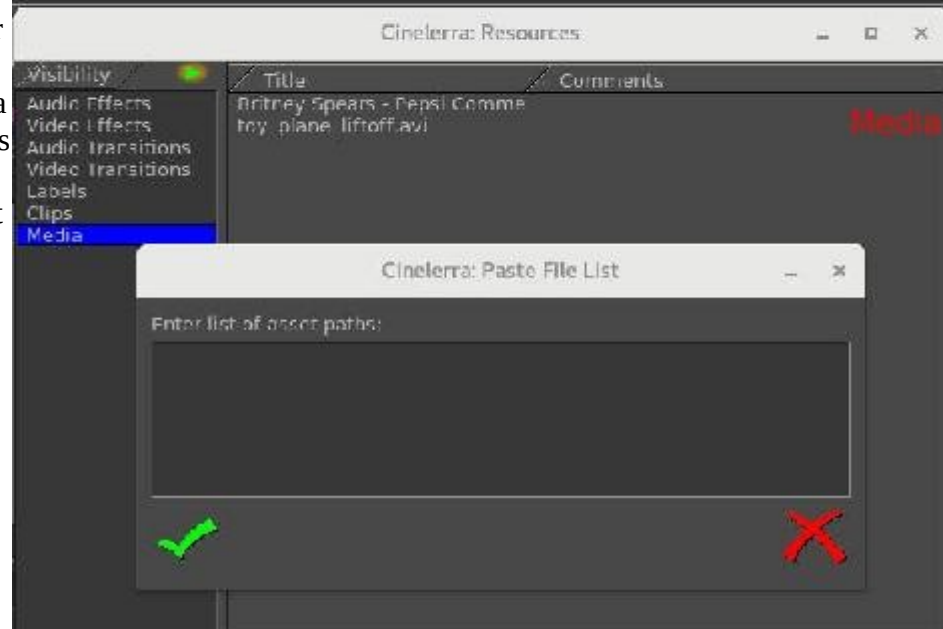 Cinelerra: Resources
Visibility
Title
Comments
Audio Effects
Video Effects
Audio Transitions
Video Transitions
Labels
Clips
Media
Britney Spears - Pepsi Comme
toy_plane_liftoff.avi
Media
Cinelerra: Paste File List
Enter list of asset paths: